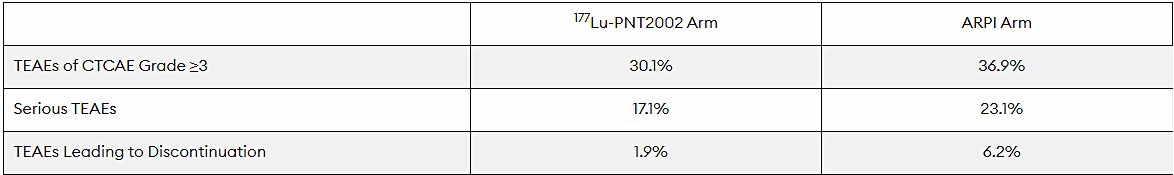 ¹⁷⁷Lu-PNT2002 Arm ARPI Arm
TEAEs of CTCAE Grade ≥3 30.1% 36.9%
Serious TEAEs 17.1% 23.1%
TEAEs Leading to Discontinuation 1.9% 6.2%